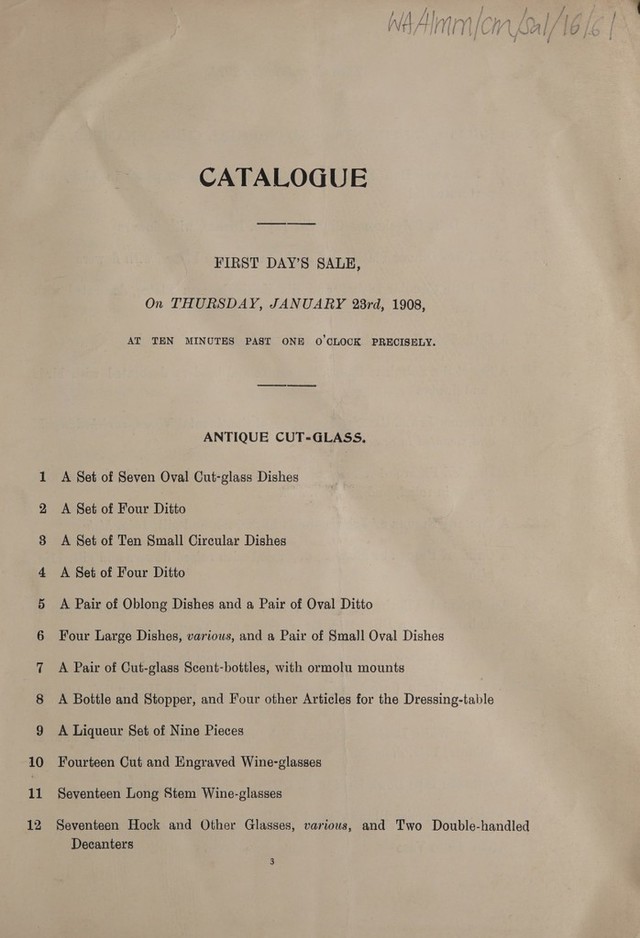 WA/Hmm/cm/Sal/16/61
CATALOGUE
FIRST DAY'S SALE,
On THURSDAY, JANUARY 23rd, 1908,
AT TEN MINUTES PAST ONE O'CLOCK PRECISELY.
ANTIQUE CUT-GLASS.
1 A Set of Seven Oval Cut-glass Dishes
2 A Set of Four Ditto
3 A Set of Ten Small Circular Dishes
4 A Set of Four Ditto
5 A Pair of Oblong Dishes and a Pair of Oval Ditto
6 Four Large Dishes, various, and a Pair of Small Oval Dishes
7 A Pair of Cut-glass Scent-bottles, with ormolu mounts
8 A Bottle and Stopper, and Four other Articles for the Dressing-table
9 A Liqueur Set of Nine Pieces
10 Fourteen Cut and Engraved Wine-glasses
11 Seventeen Long Stem Wine-glasses
12 Seventeen Hock and Other Glasses, various, and Two Double-handled
Decanters
3